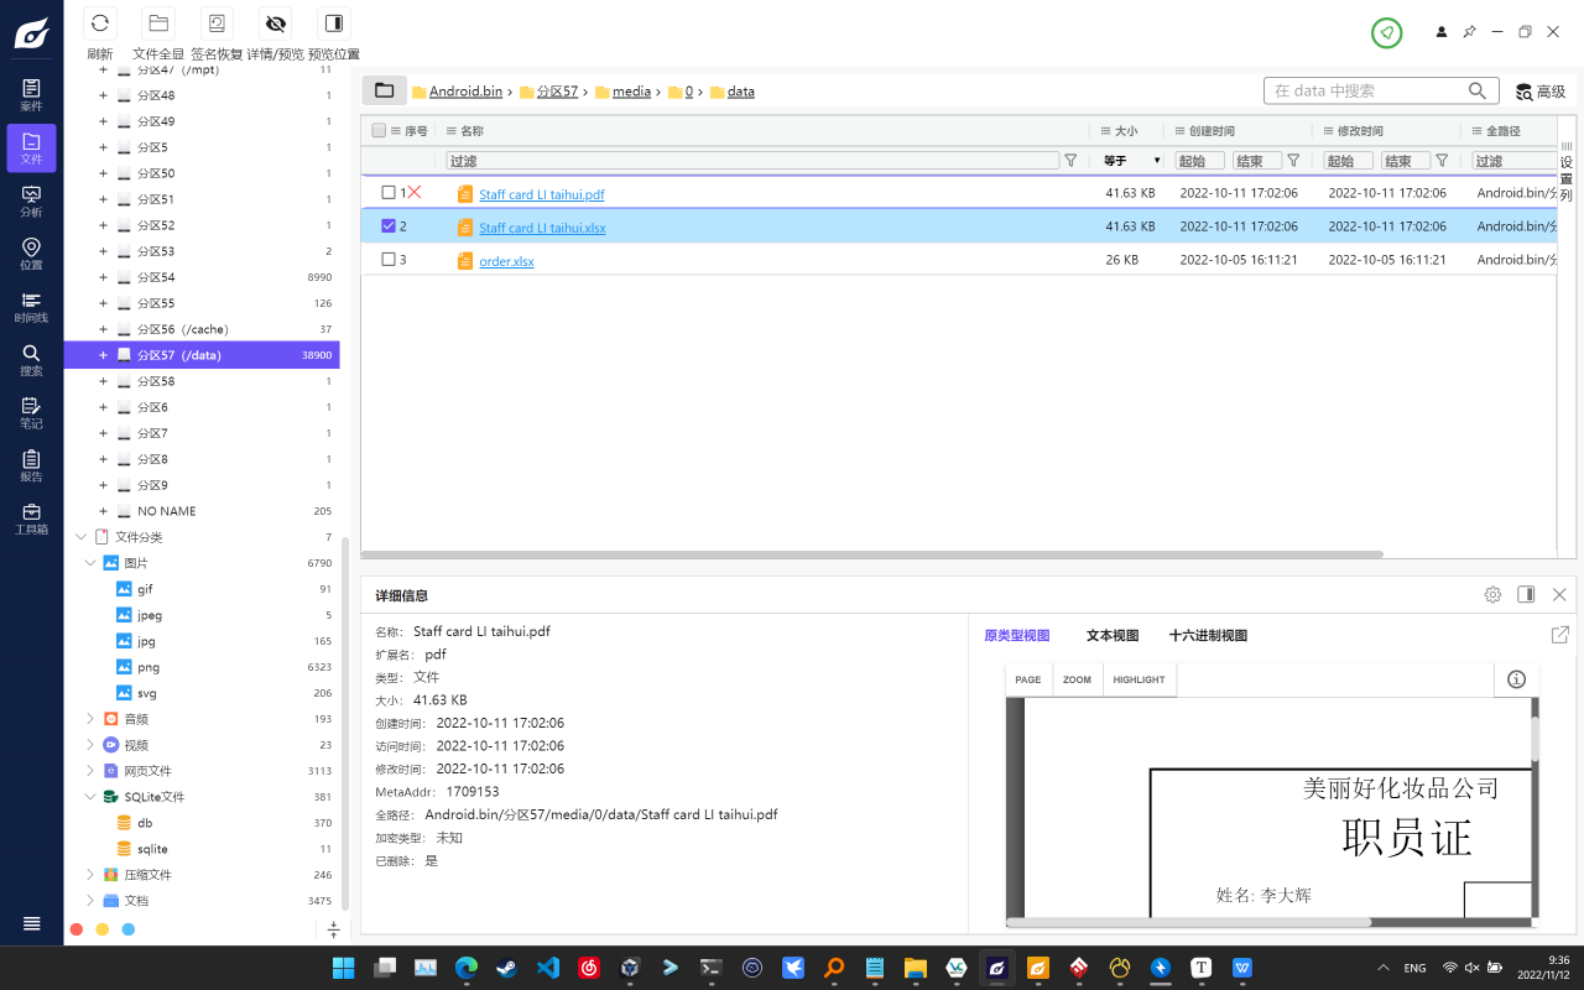 刷新 文件全显 签名恢复 详情/预览 预览位置
案件
文件
分析
位置
时间线
搜索
笔记
报告
工具箱
分区47 (/mpt) 11
分区48 1
分区49 1
分区5 1
分区50 1
分区51 1
分区52 1
分区53 2
分区54 8990
分区55 126
分区56 (/cache) 37
分区57 (/data) 38900
分区58 1
分区6 1
分区7 1
分区8 1
分区9 1
NO NAME 205
文件分类 7
图片 6790
gif 91
jpeg 5
jpg 165
png 6323
svg 206
音频 193
视频 23
网页文件 3113
SQLite文件 381
db 370
sqlite 11
压缩文件 246
文档 3475
Android.bin › 分区57 › media › 0 › data
在 data 中搜索
高级
序号 名称 大小 创建时间 修改时间 全路径
过滤 等于 起始 结束 起始 结束 过滤
设置列
1 Staff card LI taihui.pdf 41.63 KB 2022-10-11 17:02:06 2022-10-11 17:02:06 Android.bin/分
2 Staff card LI taihui.xlsx 41.63 KB 2022-10-11 17:02:06 2022-10-11 17:02:06 Android.bin/分
3 order.xlsx 26 KB 2022-10-05 16:11:21 2022-10-05 16:11:21 Android.bin/分
详细信息
名称: Staff card LI taihui.pdf
扩展名: pdf
类型: 文件
大小: 41.63 KB
创建时间: 2022-10-11 17:02:06
访问时间: 2022-10-11 17:02:06
修改时间: 2022-10-11 17:02:06
MetaAddr: 1709153
全路径: Android.bin/分区57/media/0/data/Staff card LI taihui.pdf
加密类型: 未知
已删除: 是
原类型视图 文本视图 十六进制视图
PAGE ZOOM HIGHLIGHT
美丽好化妆品公司
职员证
姓名: 李大辉
ENG
9:36
2022/11/12